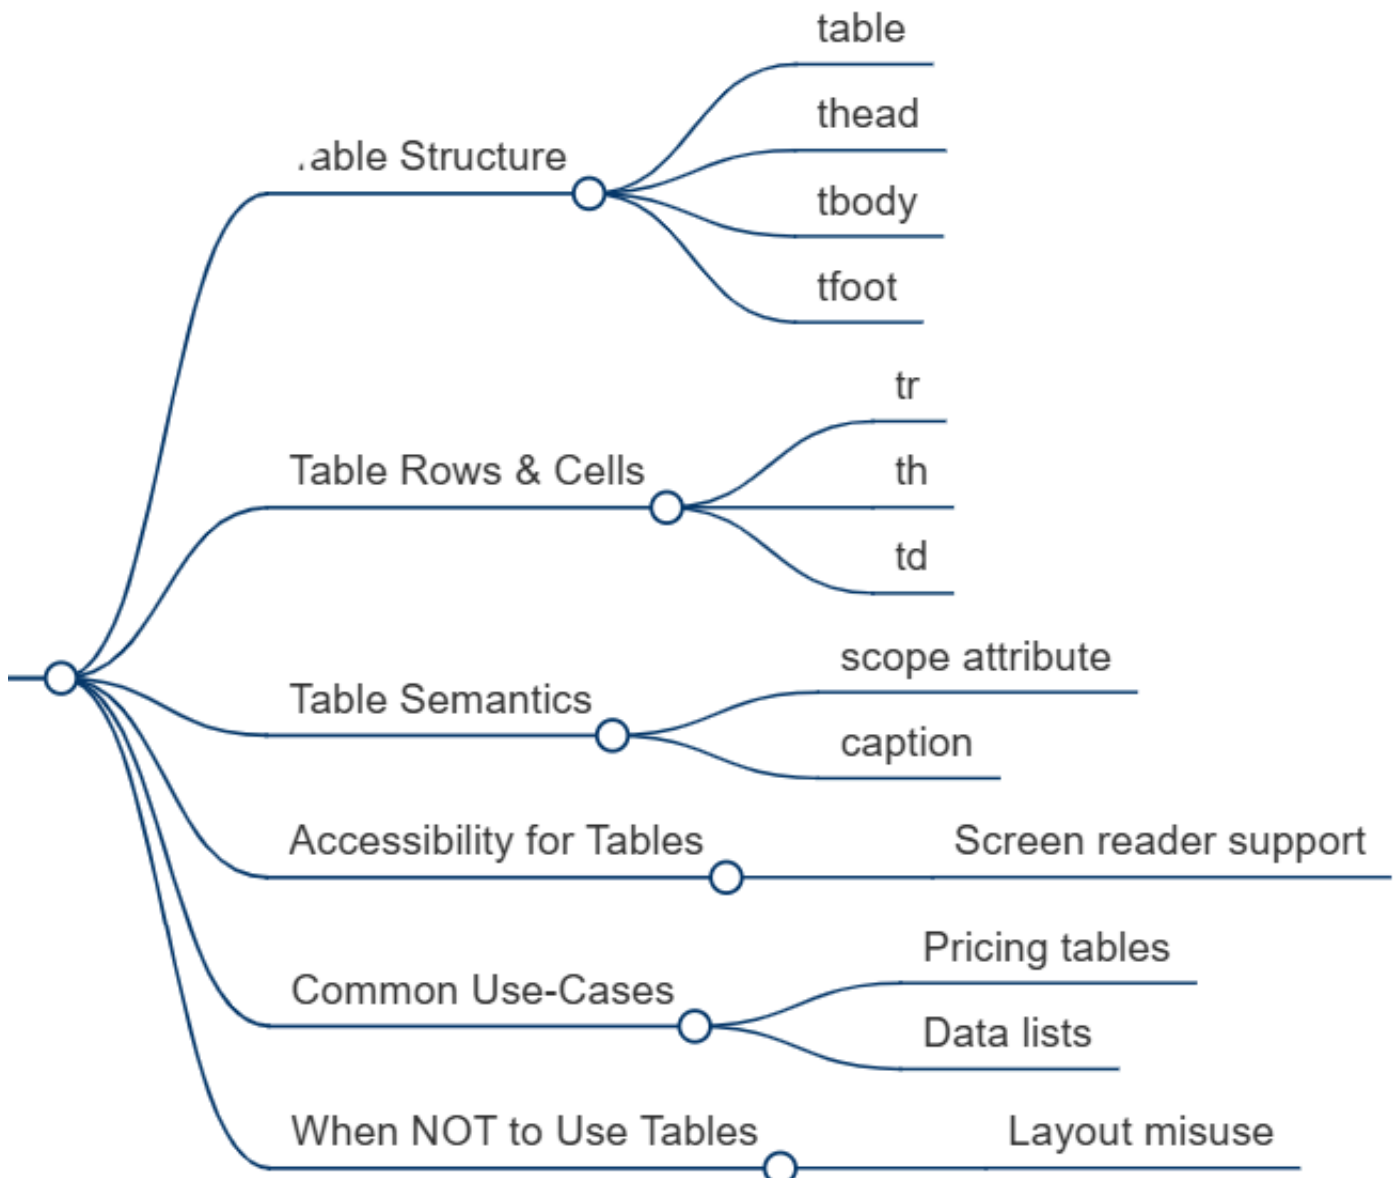 table
thead
able Structure
tbody
tfoot
tr
Table Rows & Cells
th
td
scope attribute
Table Semantics
caption
Accessibility for Tables
Screen reader support
Pricing tables
Common Use-Cases
Data lists
When NOT to Use Tables
Layout misuse